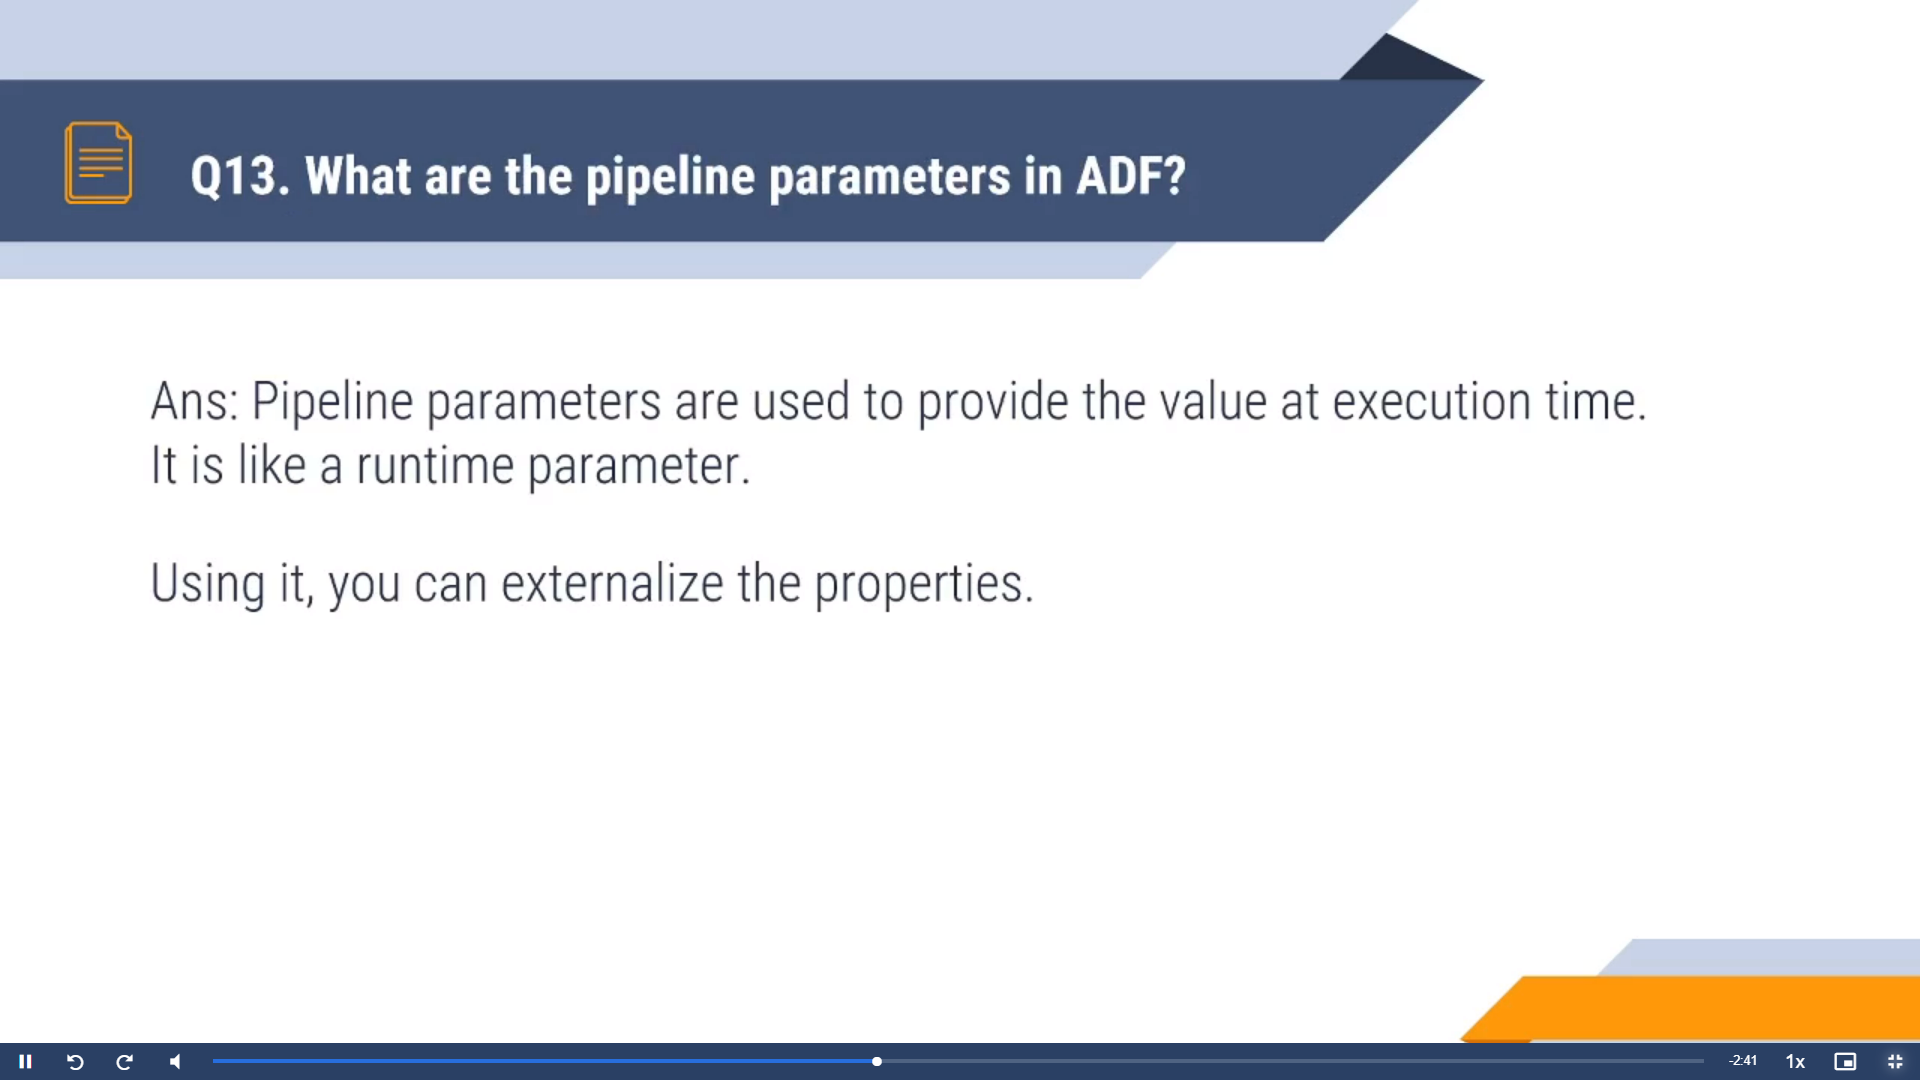 Q13. What are the pipeline parameters in ADF?
Ans: Pipeline parameters are used to provide the value at execution time.
It is like a runtime parameter.
Using it, you can externalize the properties.
-2:41
1x